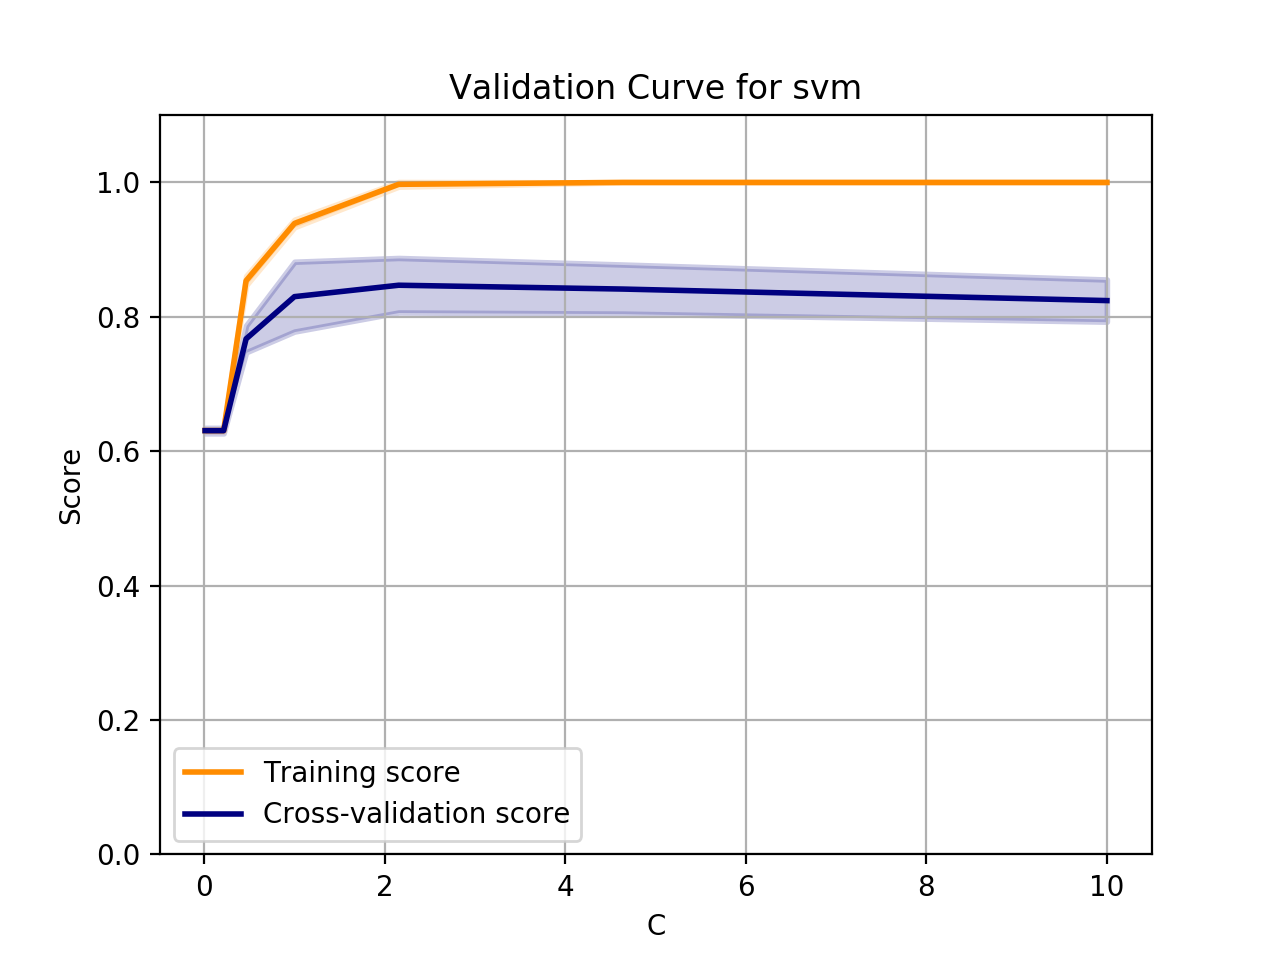 Validation Curve for svm
1.0
0.8
0.6
0.4
0.2
0.0
Score
Training score
Cross-validation score
0 2 4 6 8 10
C